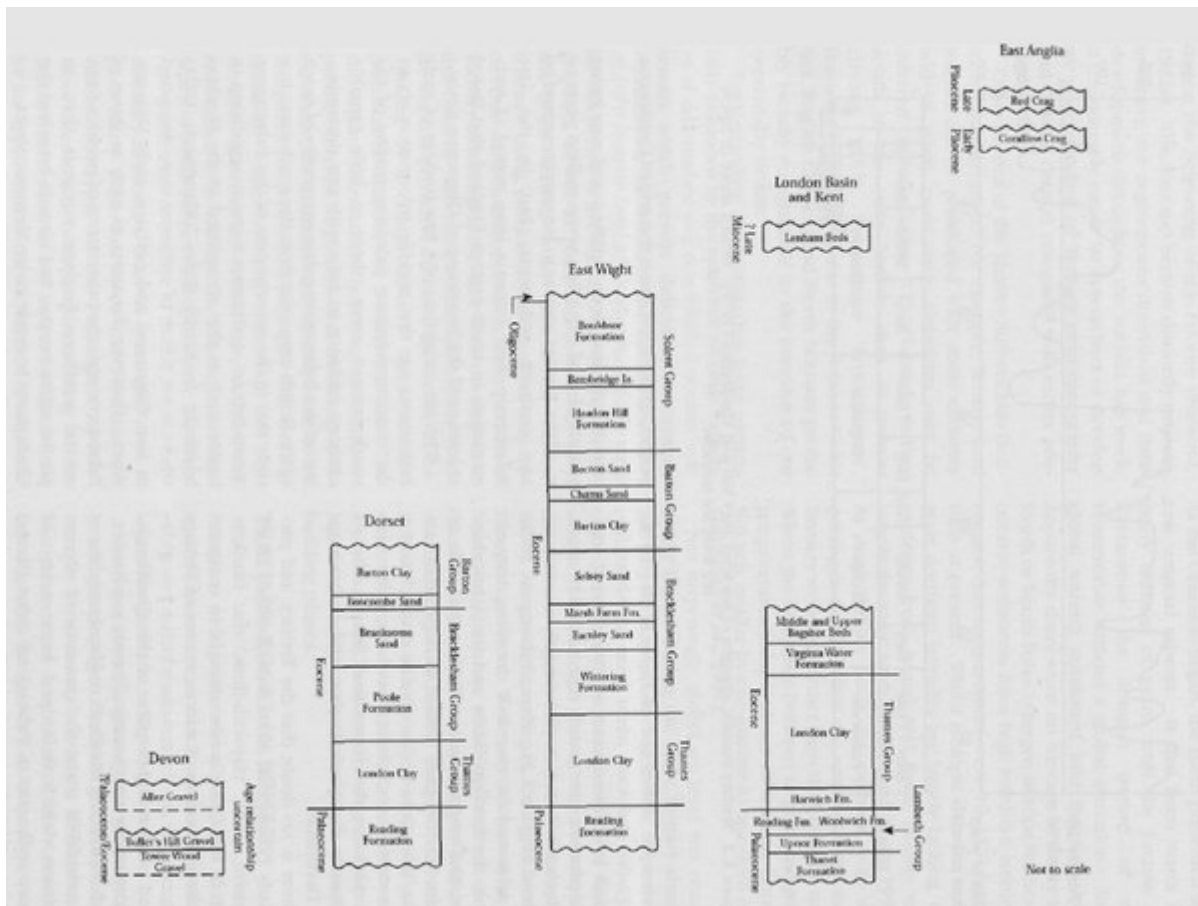 East Anglia
Late
Pliocene
Red Crag
Early
Pliocene
Coralline Crag
London Basin
and Kent
? Late
Miocene
Lenham Beds
East Wight
Oligocene
Bouldnor
Formation
Bembridge Ls.
Headon Hill
Formation
Solent Group
Becton Sand
Chama Sand
Barton Clay
Barton Group
Eocene
Selsey Sand
Marsh Farm Fm.
Earnley Sand
Wittering
Formation
Bracklesham Group
London Clay
Thames
Group
Palaeocene
Reading
Formation
Dorset
Barton Clay
Boscombe Sand
Barton
Group
Branksome
Sand
Poole
Formation
Bracklesham Group
Eocene
London Clay
Thames
Group
Palaeocene
Reading
Formation
Middle and Upper
Bagshot Beds
Virginia Water
Formation
Eocene
London Clay
Thames Group
Harwich Fm.
Reading Fm. Woolwich Fm.
Upnor Formation
Lambeth Group
Palaeocene
Thanet
Formation
Devon
?Palaeocene/Eocene
Aller Gravel
Buller's Hill Gravel
Tower Wood
Gravel
Age relationship
uncertain
Not to scale